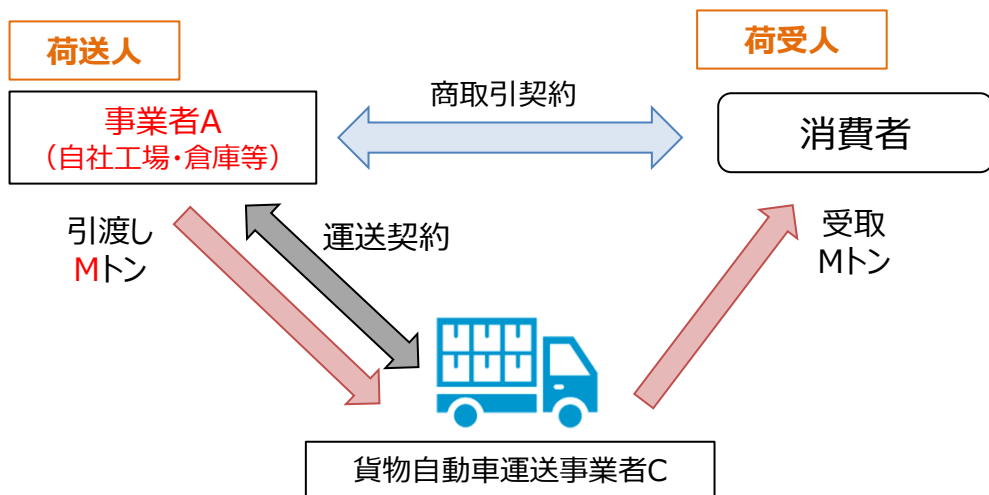 荷送人
荷受人
事業者A
（自社工場・倉庫等）
商取引契約
消費者
引渡し
Mトン
運送契約
受取
Mトン
貨物自動車運送事業者C